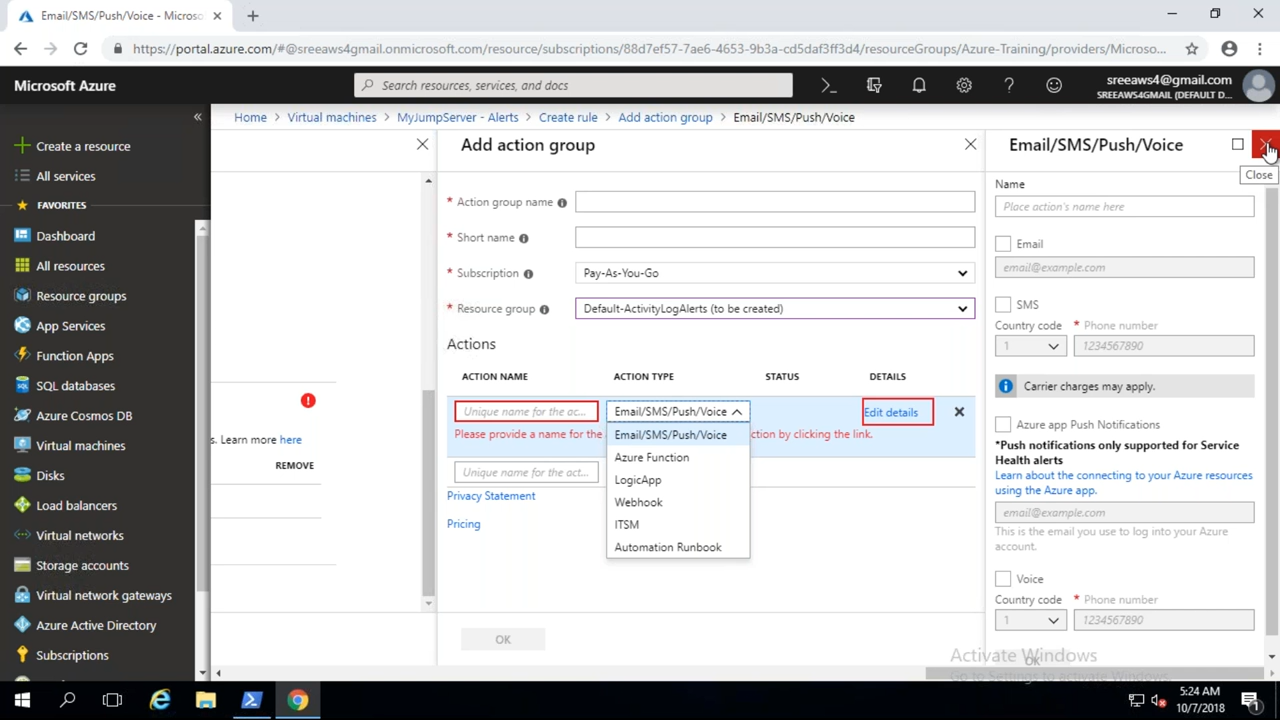 Email/SMS/Push/Voice - Microso
https://portal.azure.com/#@sreeaws4gmail.onmicrosoft.com/resource/subscriptions/88d7ef57-7ae6-4653-9b3a-cd5daf3ff3d4/resourceGroups/Azure-Training/providers/Microso...
Microsoft Azure
Search resources, services, and docs
sreeaws4@gmail.com
SREEAWS4GMAIL (DEFAULT D...
Create a resource
All services
FAVORITES
Dashboard
All resources
Resource groups
App Services
Function Apps
SQL databases
Azure Cosmos DB
Virtual machines
Disks
Load balancers
Virtual networks
Storage accounts
Virtual network gateways
Azure Active Directory
Subscriptions
Home > Virtual machines > MyJumpServer - Alerts > Create rule > Add action group > Email/SMS/Push/Voice
s. Learn more here
REMOVE
Add action group
* Action group name
* Short name
* Subscription
Pay-As-You-Go
* Resource group
Default-ActivityLogAlerts (to be created)
Actions
ACTION NAME ACTION TYPE STATUS DETAILS
Unique name for the ac... Email/SMS/Push/Voice Edit details
Please provide a name for the
ction by clicking the link.
Email/SMS/Push/Voice
Azure Function
LogicApp
Webhook
ITSM
Automation Runbook
Unique name for the act...
Privacy Statement
Pricing
OK
Email/SMS/Push/Voice
Close
Name
Place action's name here
Email
email@example.com
SMS
Country code * Phone number
1 1234567890
Carrier charges may apply.
Azure app Push Notifications
*Push notifications only supported for Service
Health alerts
Learn about the connecting to your Azure resources
using the Azure app.
email@example.com
This is the email you use to log into your Azure
account.
Voice
Country code * Phone number
1 1234567890
OK
Activate Windows
Go to Settings to activate Windows.
5:24 AM
10/7/2018
1